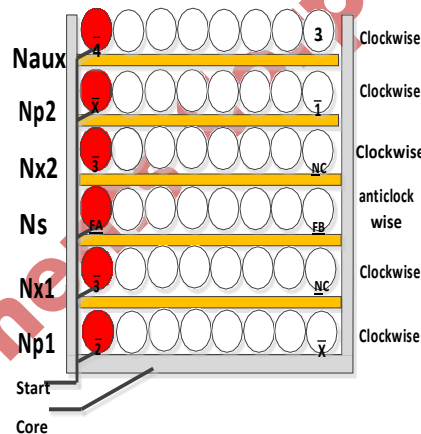 Naux 4 3 Clockwise
Np2 X 1 Clockwise
Nx2 3 NC Clockwise
Ns FA FB anticlock
wise
Nx1 3 NC Clockwise
Np1 2 X Clockwise
Start
Core